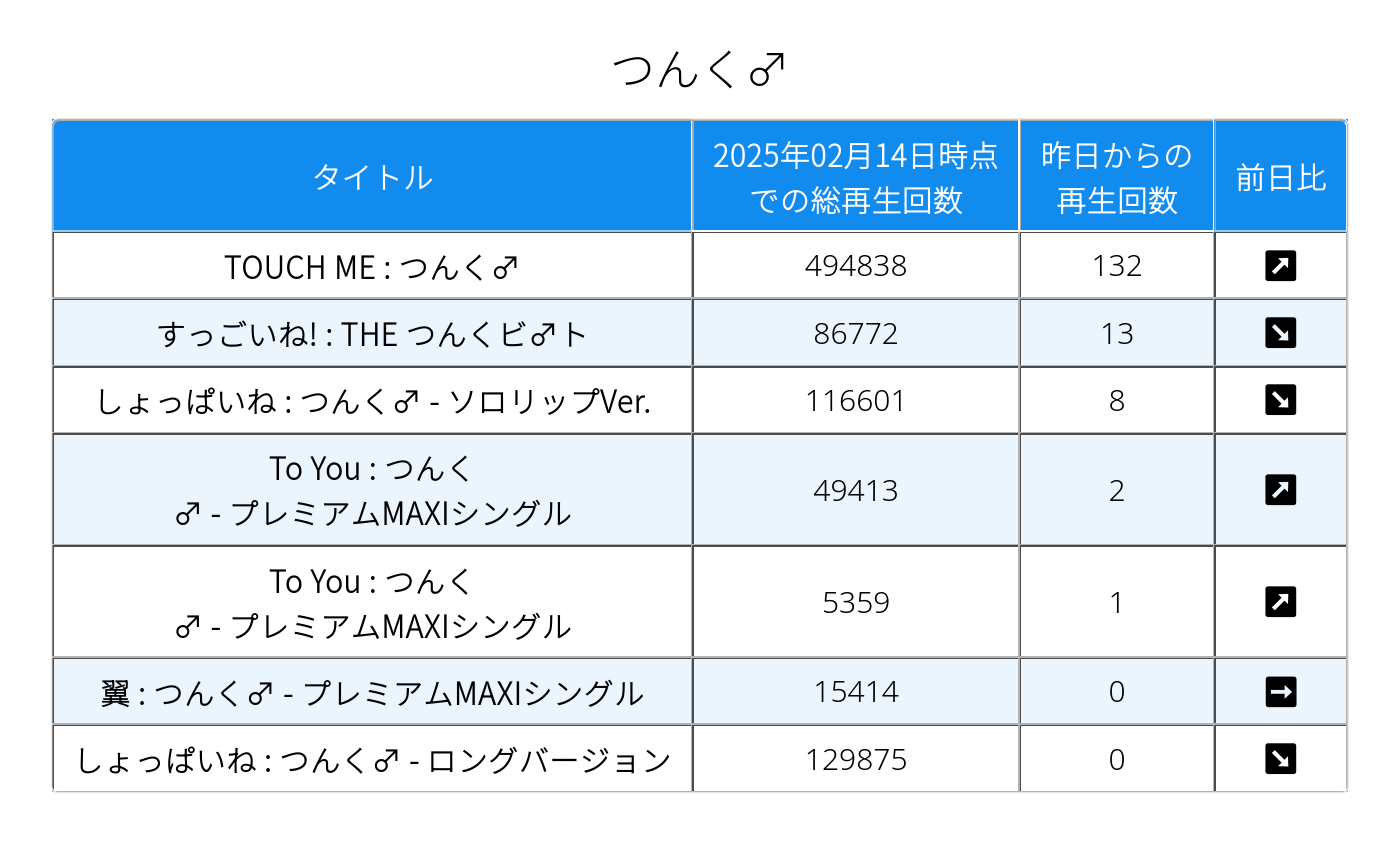 つんく♂
タイトル
2025年02月14日時点
での総再生回数
昨日からの
再生回数
前日比
TOUCH ME : つんく♂
494838
132
↗
すっごいね! : THE つんくビ♂ト
86772
13
↘
しょっぱいね : つんく♂ - ソロリップVer.
116601
8
↘
To You : つんく
♂ - プレミアムMAXIシングル
49413
2
↗
To You : つんく
♂ - プレミアムMAXIシングル
5359
1
↗
翼 : つんく♂ - プレミアムMAXIシングル
15414
0
→
しょっぱいね : つんく♂ - ロングバージョン
129875
0
↘